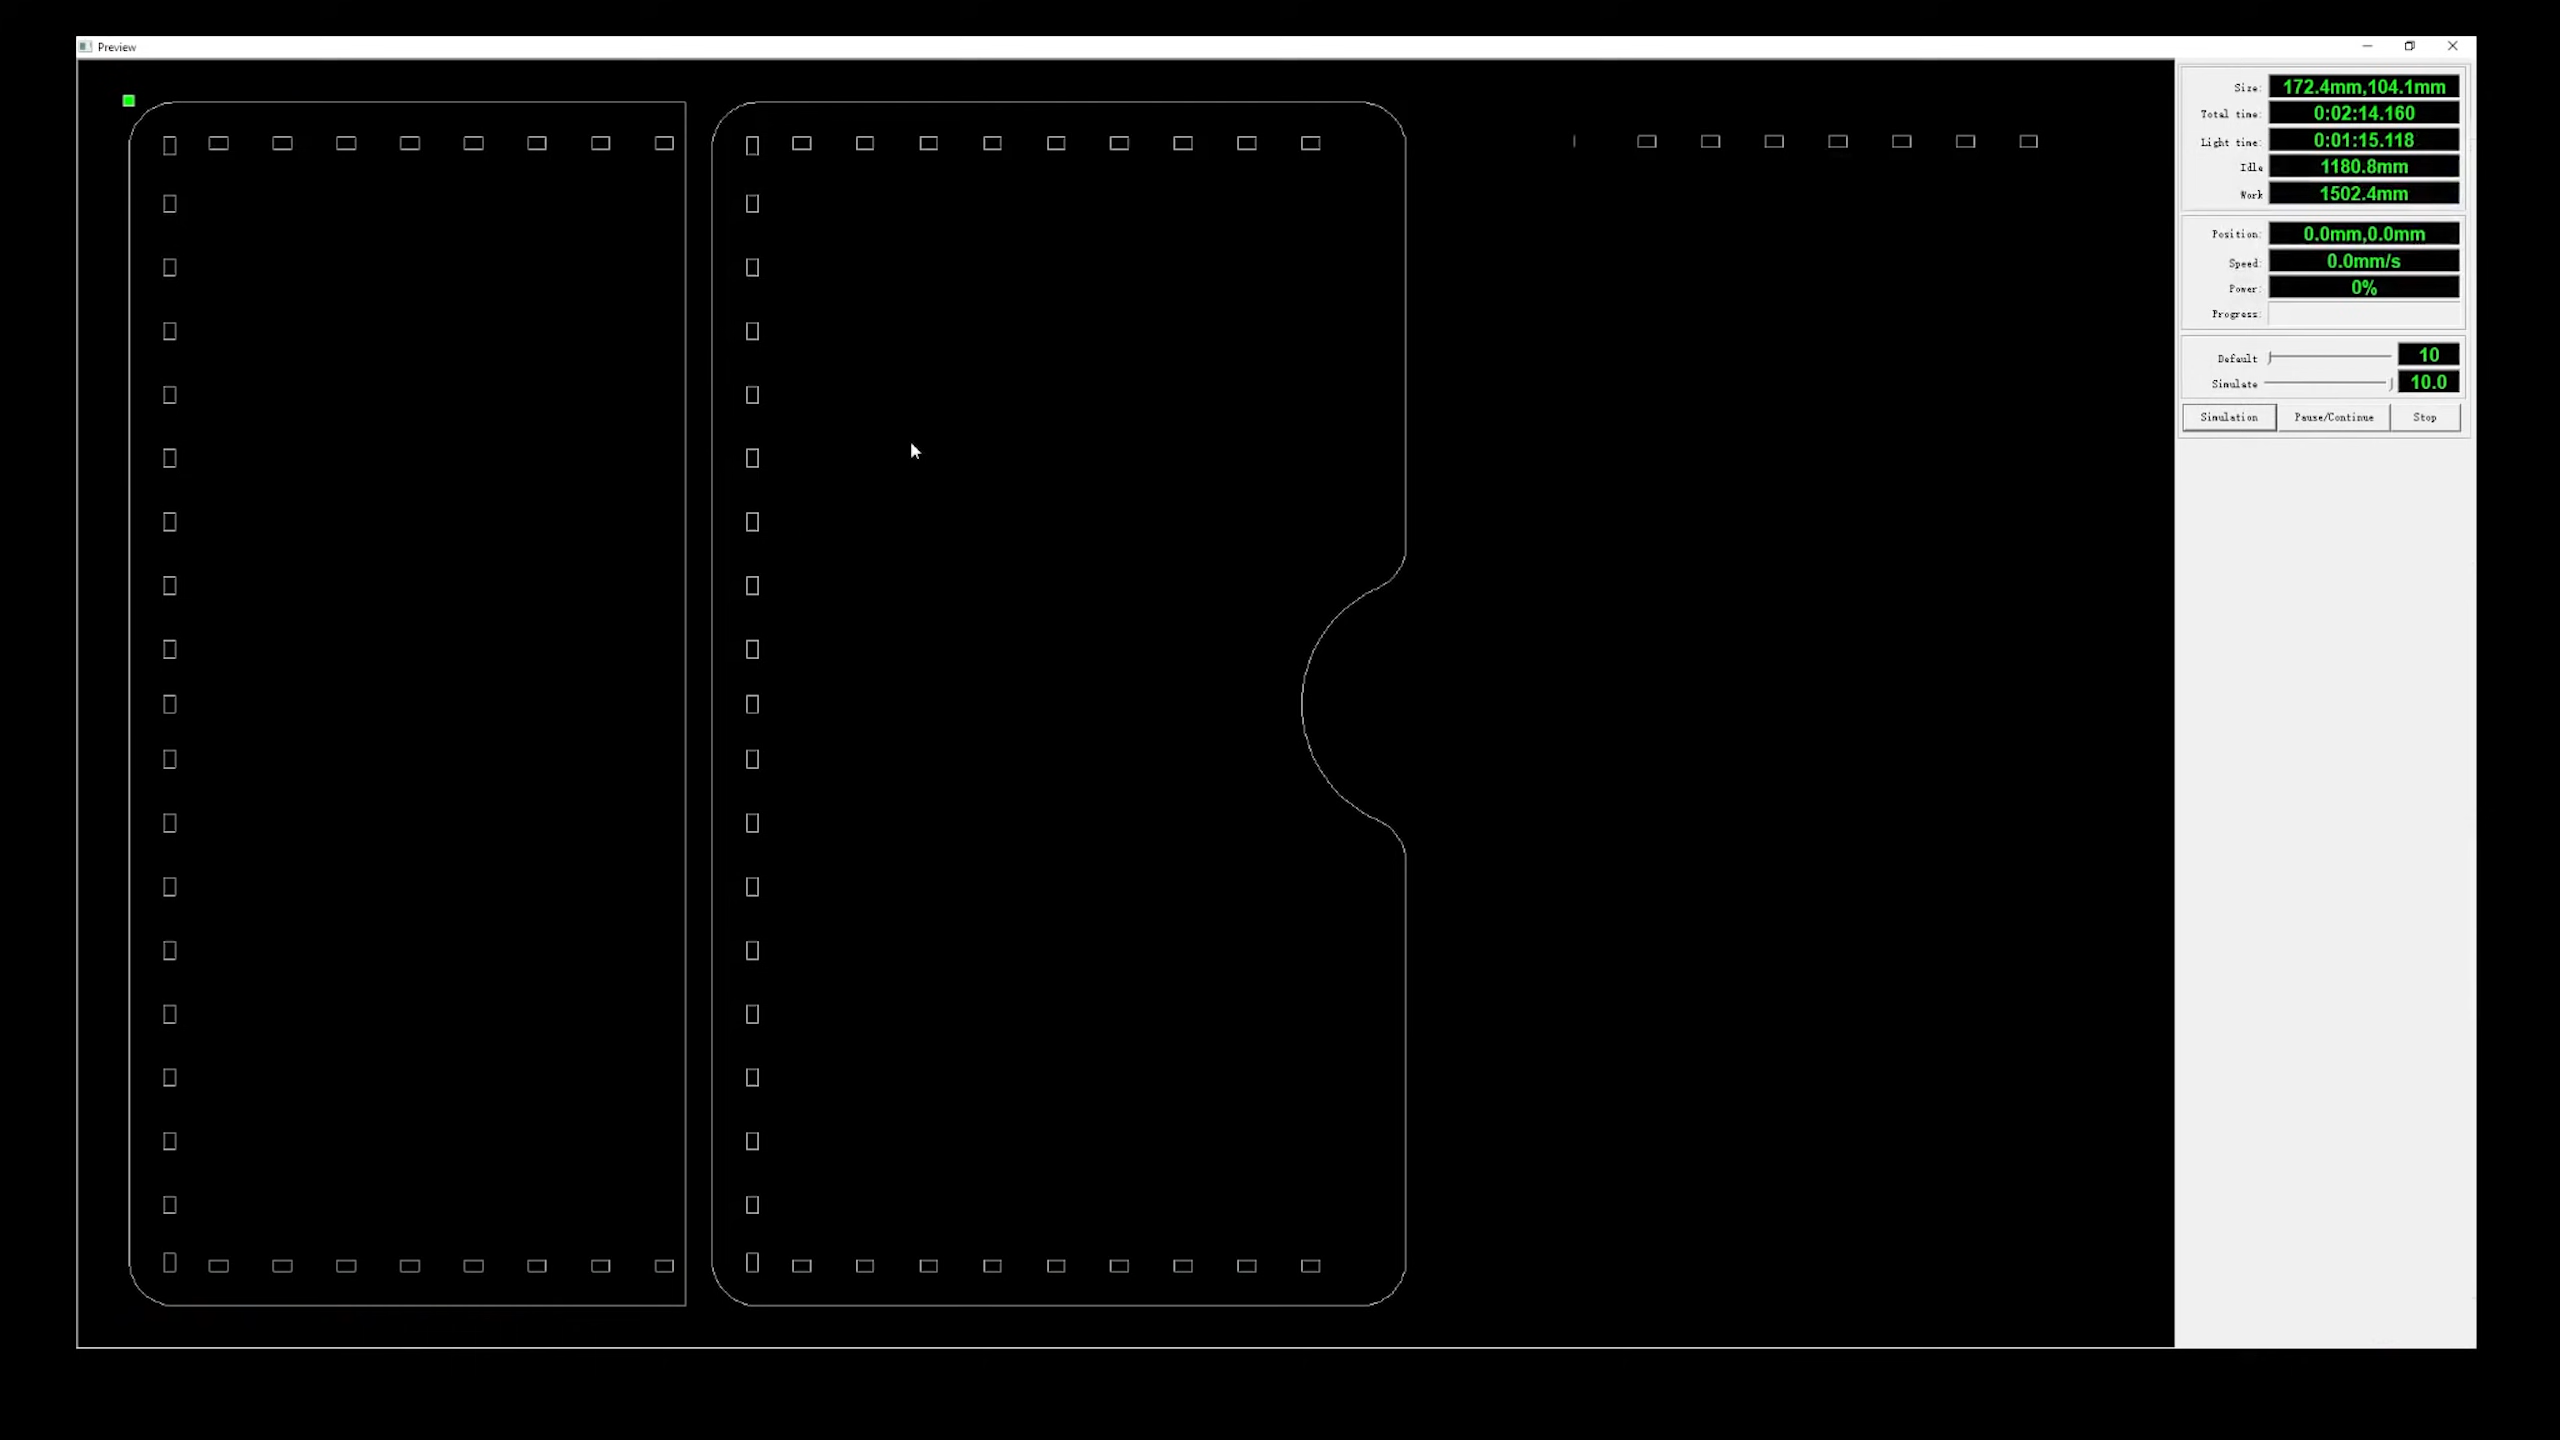 Preview
Size: 172.4mm,104.1mm
Total time: 0:02:14.160
Light time: 0:01:15.118
Idle 1180.8mm
Work 1502.4mm
Position: 0.0mm,0.0mm
Speed: 0.0mm/s
Power: 0%
Progress:
Default 10
Simulate 10.0
Simulation Pause/Continue Stop